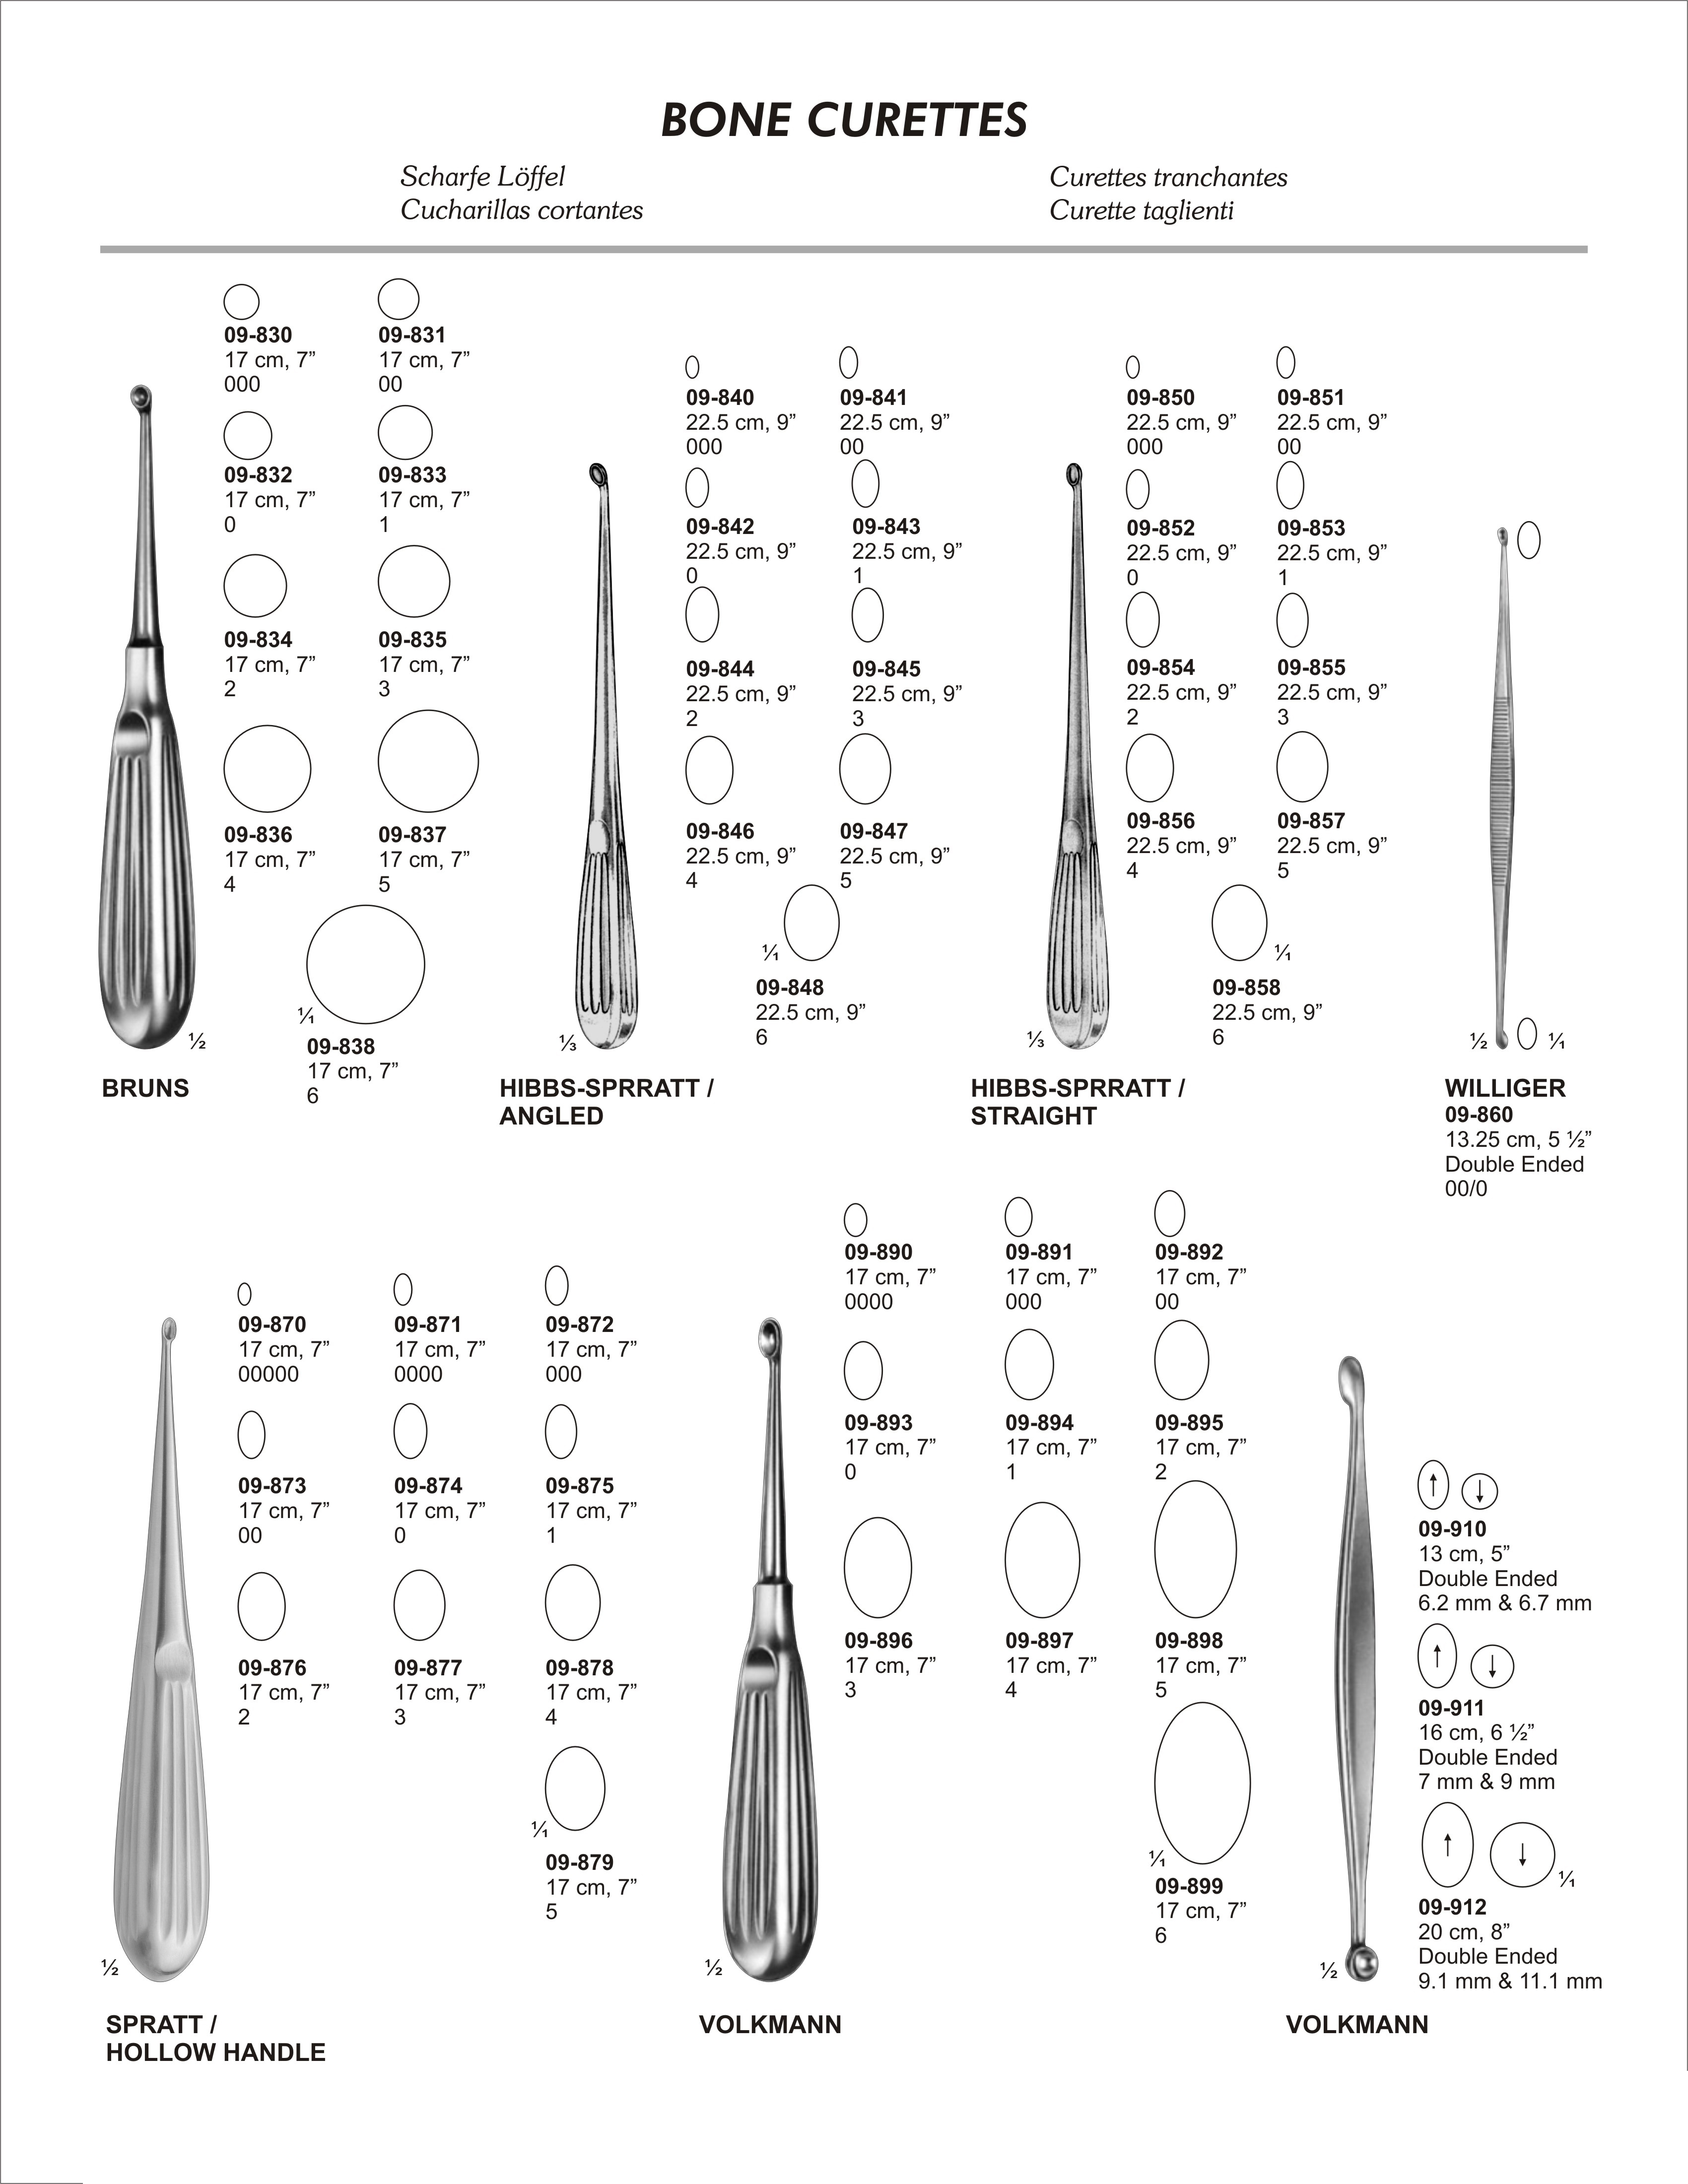 BONE CURETTES
Scharfe Löffel
Cucharillas cortantes
Curettes tranchantes
Curette taglienti
09-830
17 cm, 7”
000
09-831
17 cm, 7”
00
09-832
17 cm, 7”
0
09-833
17 cm, 7”
1
09-834
17 cm, 7”
2
09-835
17 cm, 7”
3
09-836
17 cm, 7”
4
09-837
17 cm, 7”
5
¹⁄₁
09-838
17 cm, 7”
6
½
BRUNS
09-840
22.5 cm, 9”
000
09-841
22.5 cm, 9”
00
09-842
22.5 cm, 9”
0
09-843
22.5 cm, 9”
1
09-844
22.5 cm, 9”
2
09-845
22.5 cm, 9”
3
09-846
22.5 cm, 9”
4
09-847
22.5 cm, 9”
5
¹⁄₁
09-848
22.5 cm, 9”
6
⅓
HIBBS-SPRRATT /
ANGLED
09-850
22.5 cm, 9”
000
09-851
22.5 cm, 9”
00
09-852
22.5 cm, 9”
0
09-853
22.5 cm, 9”
1
09-854
22.5 cm, 9”
2
09-855
22.5 cm, 9”
3
09-856
22.5 cm, 9”
4
09-857
22.5 cm, 9”
5
¹⁄₁
09-858
22.5 cm, 9”
6
⅓
HIBBS-SPRRATT /
STRAIGHT
½ ¹⁄₁
WILLIGER
09-860
13.25 cm, 5 ½”
Double Ended
00/0
09-870
17 cm, 7”
00000
09-871
17 cm, 7”
0000
09-872
17 cm, 7”
000
09-873
17 cm, 7”
00
09-874
17 cm, 7”
0
09-875
17 cm, 7”
1
09-876
17 cm, 7”
2
09-877
17 cm, 7”
3
09-878
17 cm, 7”
4
¹⁄₁
09-879
17 cm, 7”
5
½
SPRATT /
HOLLOW HANDLE
09-890
17 cm, 7”
0000
09-891
17 cm, 7”
000
09-892
17 cm, 7”
00
09-893
17 cm, 7”
0
09-894
17 cm, 7”
1
09-895
17 cm, 7”
2
09-896
17 cm, 7”
3
09-897
17 cm, 7”
4
09-898
17 cm, 7”
5
¹⁄₁
09-899
17 cm, 7”
6
½
VOLKMANN
09-910
13 cm, 5”
Double Ended
6.2 mm & 6.7 mm
09-911
16 cm, 6 ½”
Double Ended
7 mm & 9 mm
¹⁄₁
09-912
20 cm, 8”
Double Ended
9.1 mm & 11.1 mm
½
VOLKMANN